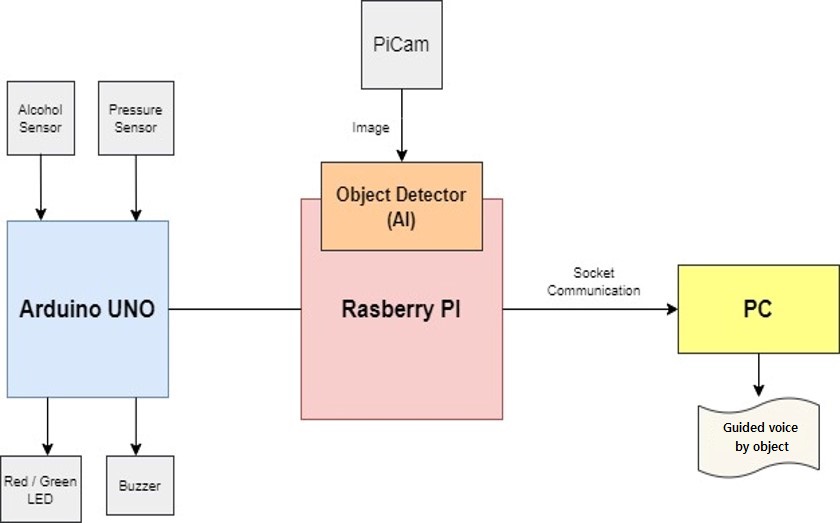 PiCam
Alcohol
Sensor
Pressure
Sensor
Image
Object Detector
(AI)
Arduino UNO
Rasberry PI
Socket
Communication
PC
Guided voice
by object
Red / Green
LED
Buzzer